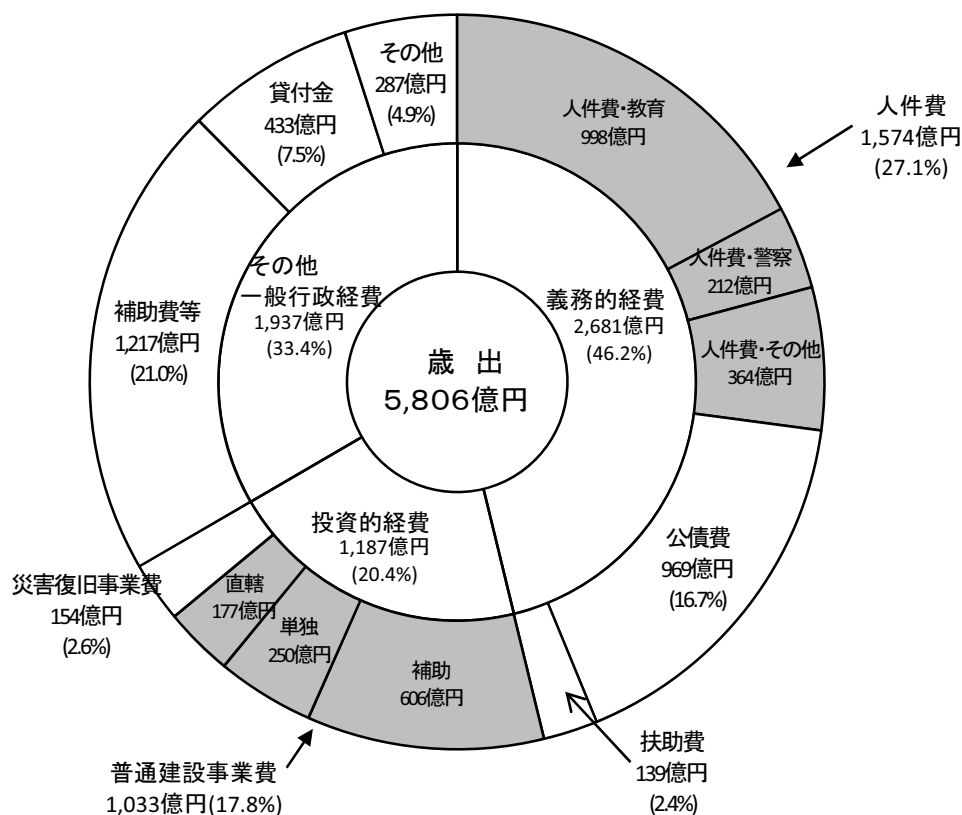 歳 出
5,806億円
義務的経費
2,681億円
(46.2%)
投資的経費
1,187億円
(20.4%)
その他
一般行政経費
1,937億円
(33.4%)
人件費・教育
998億円
人件費
1,574億円
(27.1%)
人件費・警察
212億円
人件費・その他
364億円
公債費
969億円
(16.7%)
扶助費
139億円
(2.4%)
補助
606億円
単独
250億円
直轄
177億円
普通建設事業費
1,033億円(17.8%)
災害復旧事業費
154億円
(2.6%)
補助費等
1,217億円
(21.0%)
貸付金
433億円
(7.5%)
その他
287億円
(4.9%)